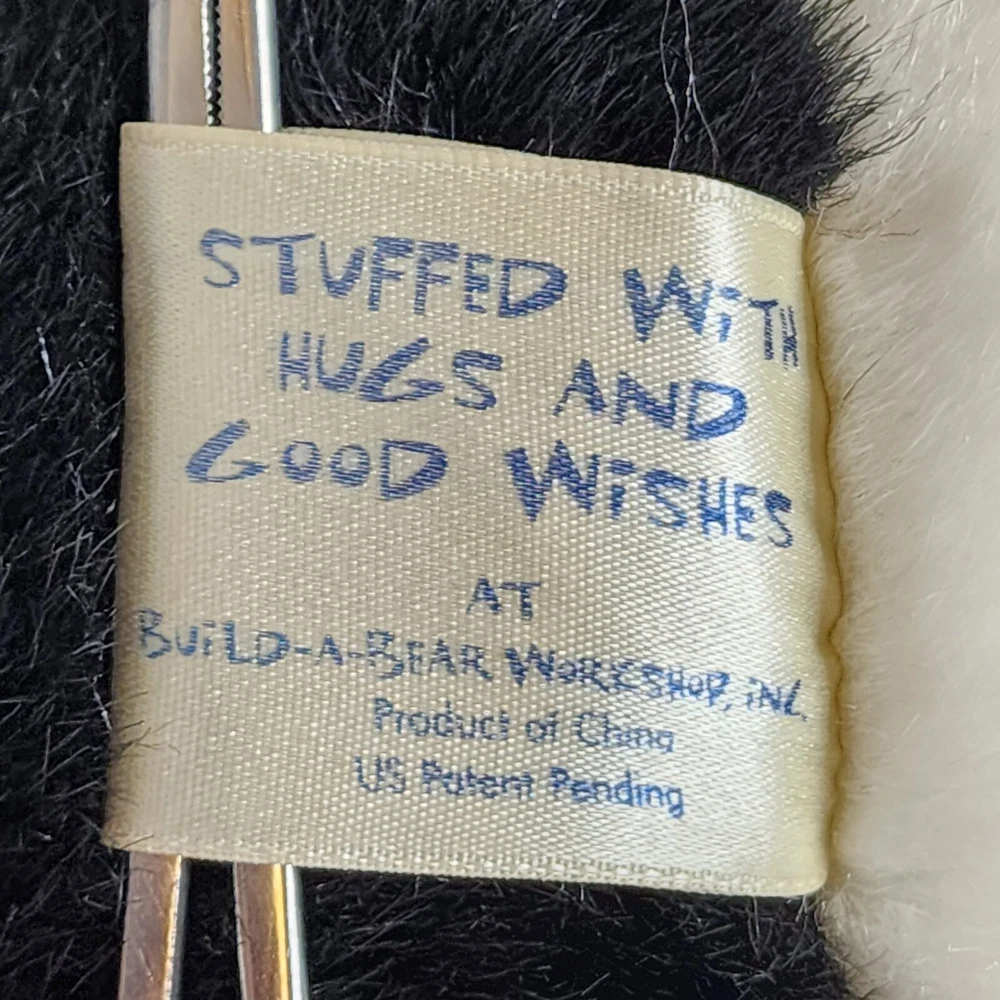 STUFFED WiTH
HUGS AND
GOOD WiSHES
AT
BUiLD-A-BEAR WORKSHOP, iNC.
Product of China
US Patent Pending